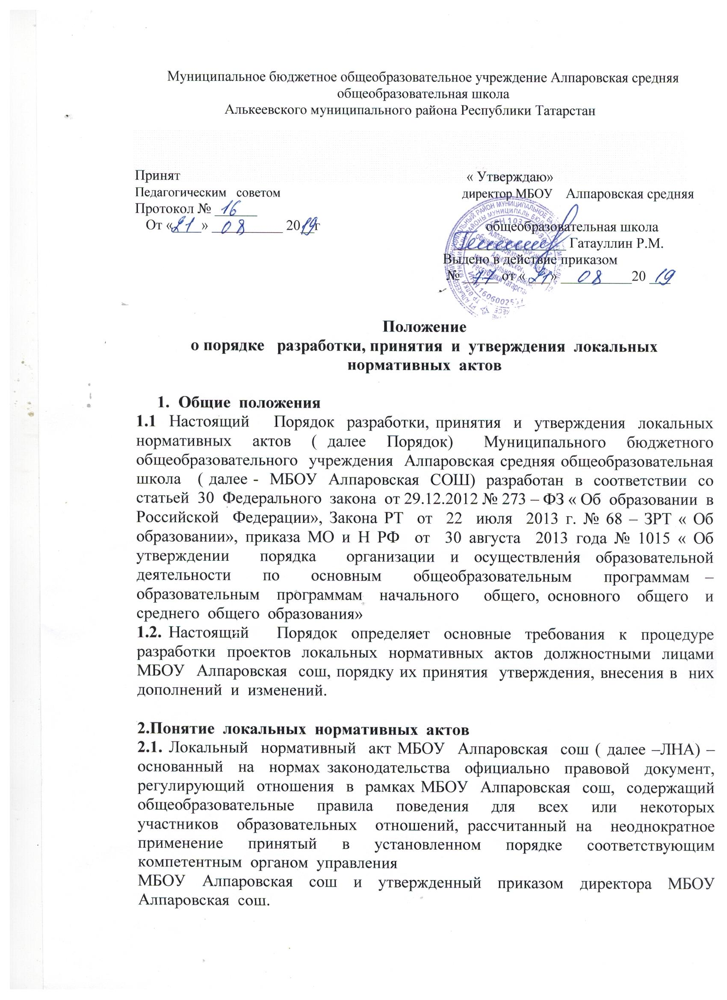 Муниципальное бюджетное общеобразовательное учреждение Алпаровская средняя
общеобразовательная школа
Алькеевского муниципального района Республики Татарстан
Принят
Педагогическим советом
Протокол № 16
От «21» 08 2019г
« Утверждаю»
директор МБОУ Алпаровская средняя
общеобразовательная школа
Гатауллин Р.М.
Выдено в действие приказом
№ 77 от « 21» 08 20 19
Положение
о порядке разработки, принятия и утверждения локальных
нормативных актов
1. Общие положения
1.1 Настоящий Порядок разработки, принятия и утверждения локальных
нормативных актов ( далее Порядок) Муниципального бюджетного
общеобразовательного учреждения Алпаровская средняя общеобразовательная
школа ( далее - МБОУ Алпаровская СОШ) разработан в соответствии со
статьей 30 Федерального закона от 29.12.2012 № 273 – ФЗ « Об образовании в
Российской Федерации», Закона РТ от 22 июля 2013 г. № 68 – ЗРТ « Об
образовании», приказа МО и Н РФ от 30 августа 2013 года № 1015 « Об
утверждении порядка организации и осуществления образовательной
деятельности по основным общеобразовательным программам –
образовательным программам начального общего, основного общего и
среднего общего образования»
1.2. Настоящий Порядок определяет основные требования к процедуре
разработки проектов локальных нормативных актов должностными лицами
МБОУ Алпаровская сош, порядку их принятия утверждения, внесения в них
дополнений и изменений.
2.Понятие локальных нормативных актов
2.1. Локальный нормативный акт МБОУ Алпаровская сош ( далее –ЛНА) –
основанный на нормах законодательства официально правовой документ,
регулирующий отношения в рамках МБОУ Алпаровская сош, содержащий
общеобразовательные правила поведения для всех или некоторых
участников образовательных отношений, рассчитанный на неоднократное
применение принятый в установленном порядке соответствующим
компетентным органом управления
МБОУ Алпаровская сош и утвержденный приказом директора МБОУ
Алпаровская сош.